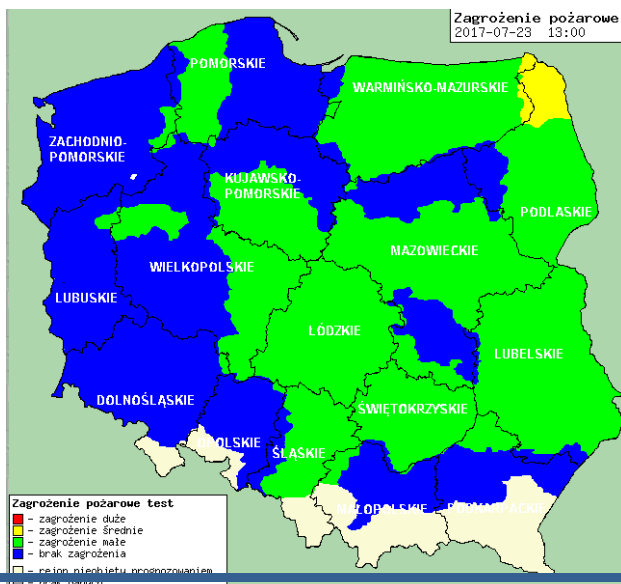 Zagrożenie pożarowe
2017-07-23 13:00
POMORSKIE
WARMIŃSKO-MAZURSKIE
ZACHODNIO-
POMORSKIE
KUJAWSKO-
POMORSKIE
PODLASKIE
MAZOWIECKIE
WIELKOPOLSKIE
LUBUSKIE
ŁÓDZKIE
LUBELSKIE
DOLNOŚLĄSKIE
ŚWIĘTOKRZYSKIE
OPOLSKIE
ŚLĄSKIE
MAŁOPOLSKIE
PODKARPACKIE
Zagrożenie pożarowe test
- zagrożenie duże
- zagrożenie średnie
- zagrożenie małe
- brak zagrożenia
- rejon nieobjęty prognozowaniem